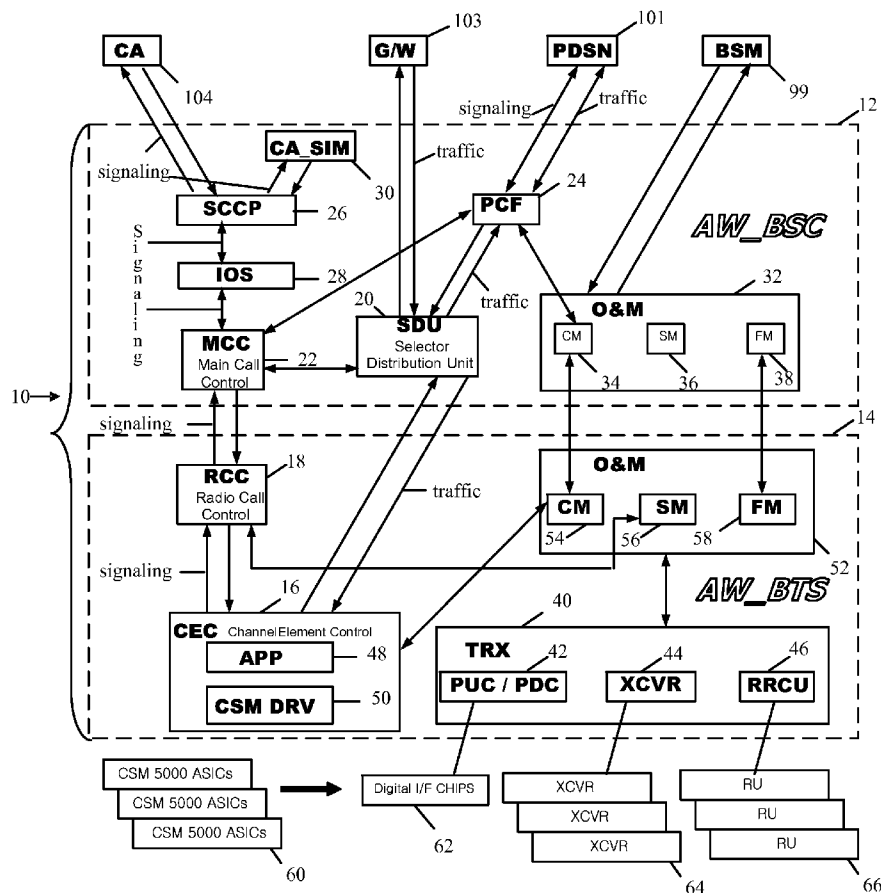 103
101
CA
G/W
PDSN
BSM
104
99
signaling
traffic
12
signaling
CA_SIM
traffic
30
24
SCCP
26
PCF
AW_BSC
Signaling
IOS
28
traffic
32
20
O&M
SDU
Selector
Distribution Unit
MCC
Main Call
Control
22
CM
SM
FM
34
36
38
10
signaling
14
RCC
Radio Call
Control
18
traffic
O&M
CM
SM
FM
54
56
58
52
signaling
16
AW_BTS
CEC ChannelElement Control
40
APP
48
TRX
42
44
46
CSM DRV
50
PUC / PDC
XCVR
RRCU
CSM 5000 ASICs
CSM 5000 ASICs
CSM 5000 ASICs
60
Digital I/F CHIPS
62
XCVR
XCVR
XCVR
64
RU
RU
RU
66